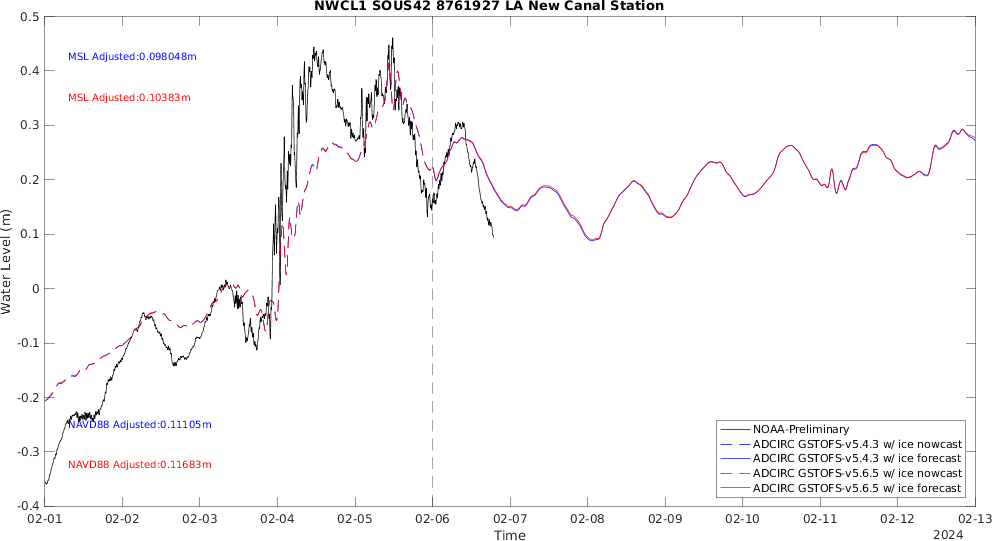 NWCL1 SOUS42 8761927 LA New Canal Station
0.5
0.4
0.3
0.2
0.1
0
-0.1
-0.2
-0.3
-0.4
Water Level (m)
MSL Adjusted:0.098048m
MSL Adjusted:0.10383m
NAVD88 Adjusted:0.11105m
NAVD88 Adjusted:0.11683m
NOAA-Preliminary
ADCIRC GSTOFS-v5.4.3 w/ ice nowcast
ADCIRC GSTOFS-v5.4.3 w/ ice forecast
ADCIRC GSTOFS-v5.6.5 w/ ice nowcast
ADCIRC GSTOFS-v5.6.5 w/ ice forecast
02-01 02-02 02-03 02-04 02-05 02-06 02-07 02-08 02-09 02-10 02-11 02-12 02-13
Time
2024